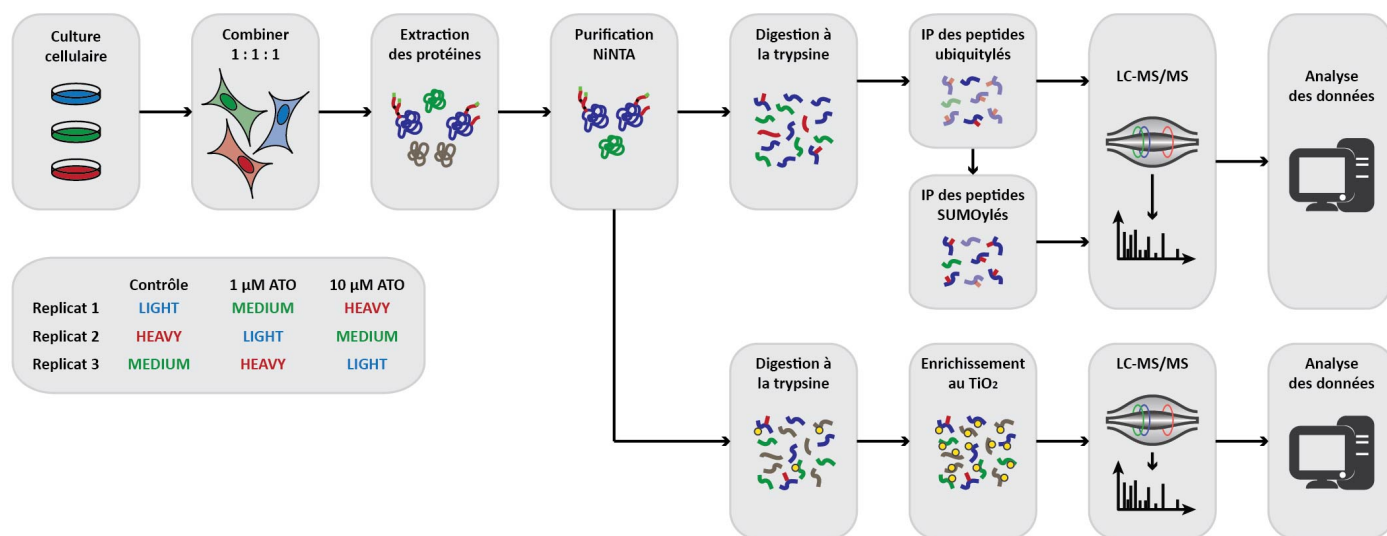 Culture
cellulaire
Combiner
1 : 1 : 1
Extraction
des protéines
Purification
NiNTA
Digestion à
la trypsine
IP des peptides
ubiquitylés
LC-MS/MS
Analyse
des données
IP des peptides
SUMOylés
Contrôle 1 µM ATO 10 µM ATO
Replicat 1 LIGHT MEDIUM HEAVY
Replicat 2 HEAVY LIGHT MEDIUM
Replicat 3 MEDIUM HEAVY LIGHT
Digestion à
la trypsine
Enrichissement
au TiO₂
LC-MS/MS
Analyse
des données